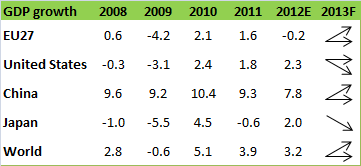 GDP growth 2008 2009 2010 2011 2012E 2013F
EU27 0.6 -4.2 2.1 1.6 -0.2
United States -0.3 -3.1 2.4 1.8 2.3
China 9.6 9.2 10.4 9.3 7.8
Japan -1.0 -5.5 4.5 -0.6 2.0
World 2.8 -0.6 5.1 3.9 3.2